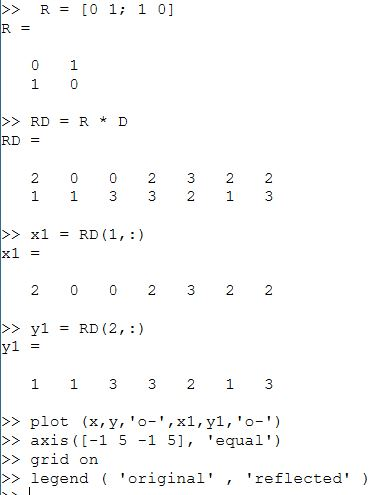 >>  R = [0 1; 1 0]
R =
0   1
1   0
>> RD = R * D
RD =
2   0   0   2   3   2   2
1   1   3   3   2   1   3
>> x1 = RD(1,:)
x1 =
2   0   0   2   3   2   2
>> y1 = RD(2,:)
y1 =
1   1   3   3   2   1   3
>> plot (x,y,'o-',x1,y1,'o-')
>> axis([-1 5 -1 5], 'equal')
>> grid on
>> legend ( 'original' , 'reflected' )
>>